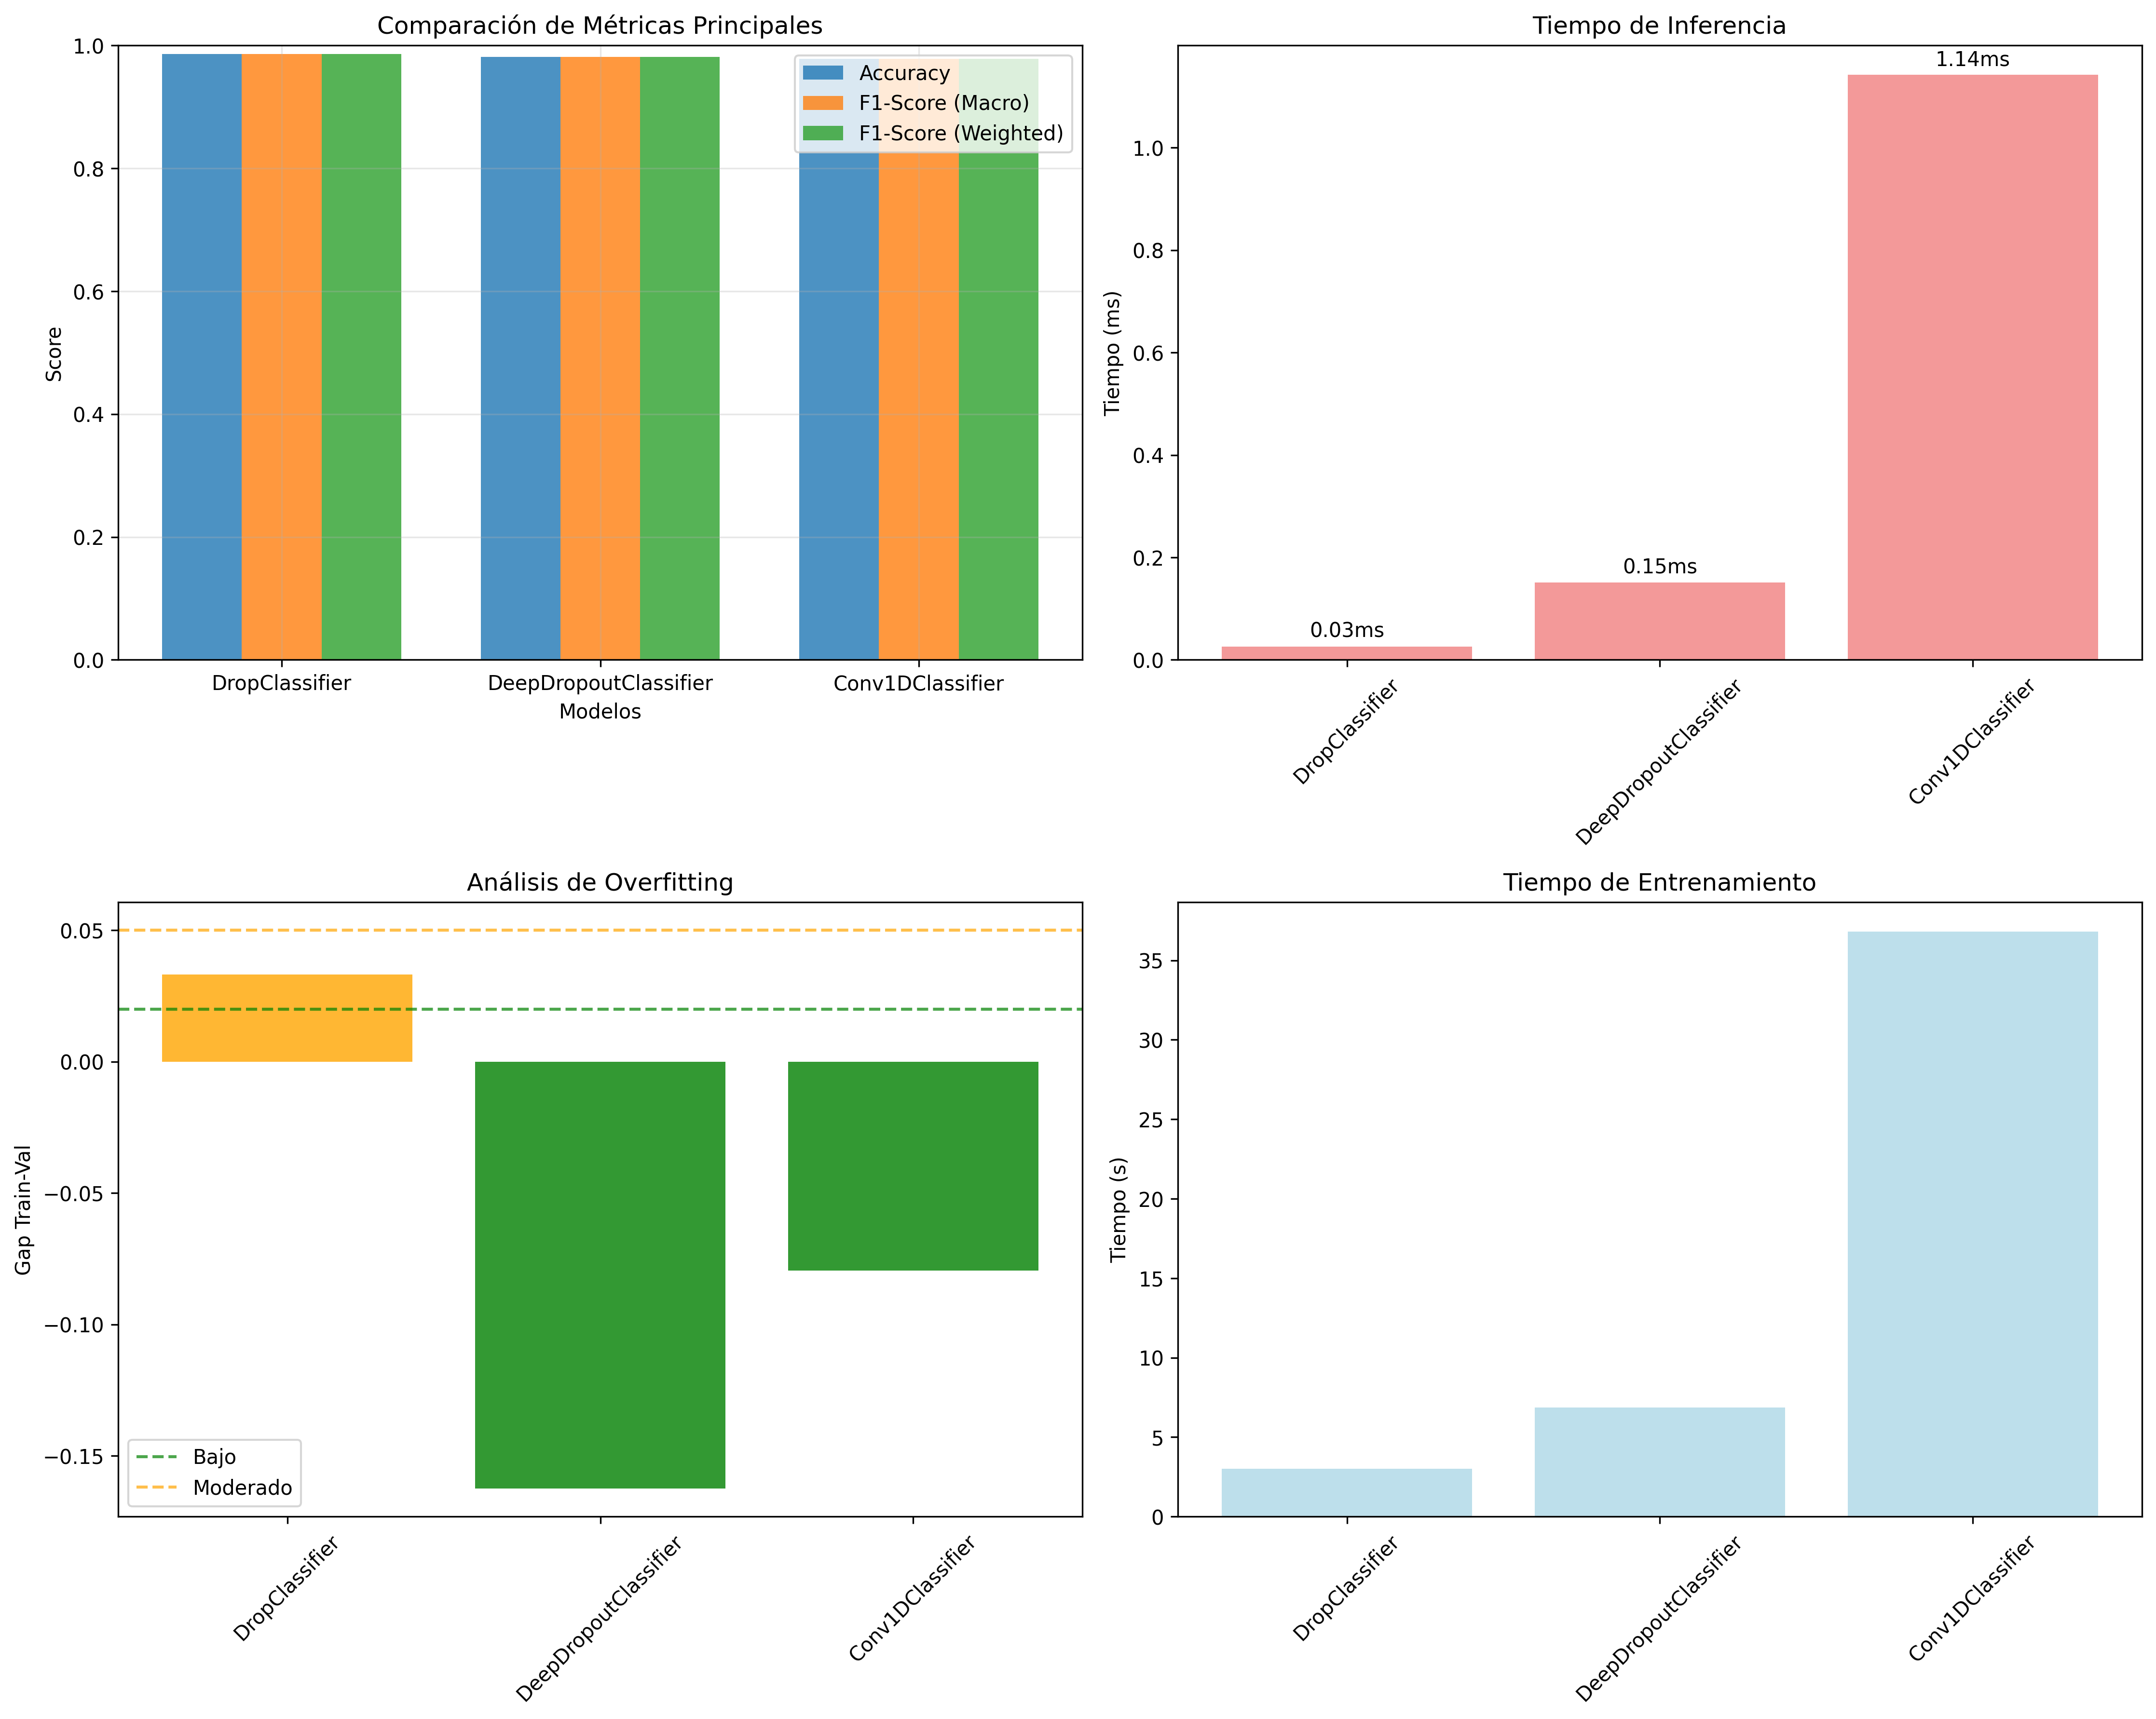 Comparación de Métricas Principales
1.0
0.8
0.6
0.4
0.2
0.0
Score
Accuracy
F1-Score (Macro)
F1-Score (Weighted)
DropClassifier
DeepDropoutClassifier
Conv1DClassifier
Modelos
Tiempo de Inferencia
1.0
0.8
0.6
0.4
0.2
0.0
Tiempo (ms)
0.03ms
0.15ms
1.14ms
DropClassifier
DeepDropoutClassifier
Conv1DClassifier
Análisis de Overfitting
0.05
0.00
−0.05
−0.10
−0.15
Gap Train-Val
Bajo
Moderado
DropClassifier
DeepDropoutClassifier
Conv1DClassifier
Tiempo de Entrenamiento
35
30
25
20
15
10
5
0
Tiempo (s)
DropClassifier
DeepDropoutClassifier
Conv1DClassifier